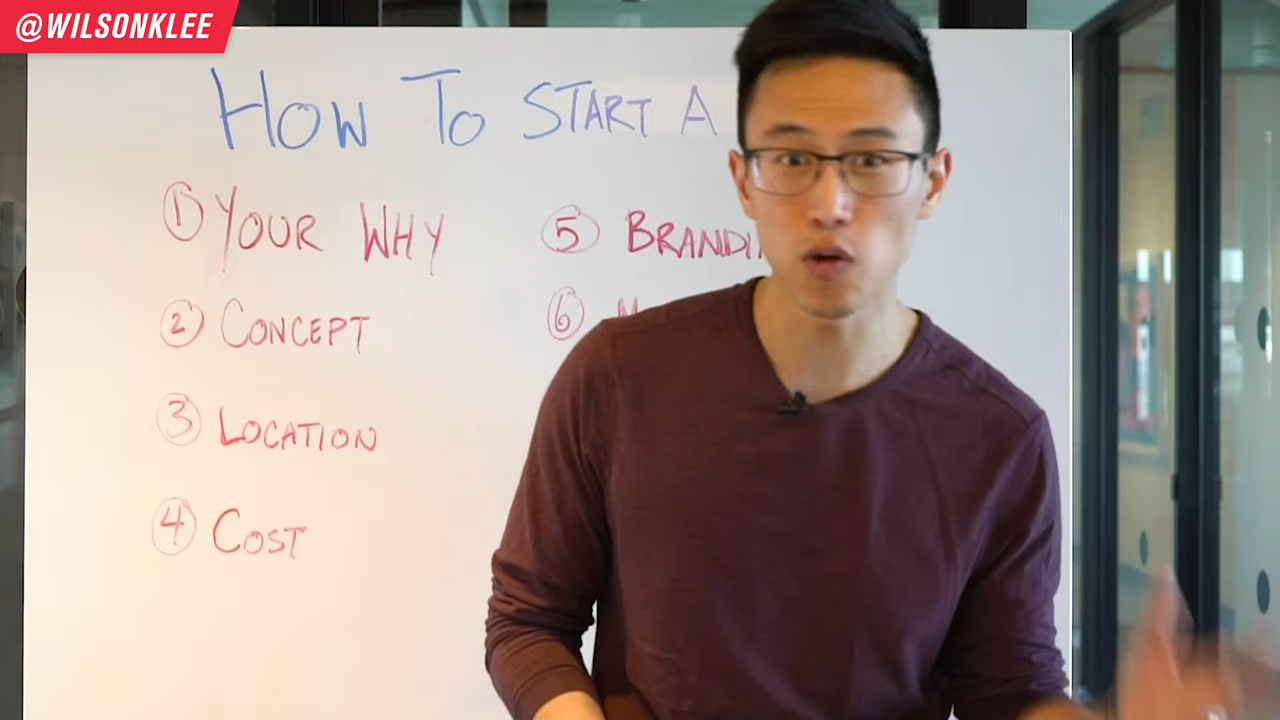 @WILSONKLEE
HOW TO START A
① YOUR WHY
② CONCEPT
③ LOCATION
④ COST
⑤ BRANDI
⑥ M